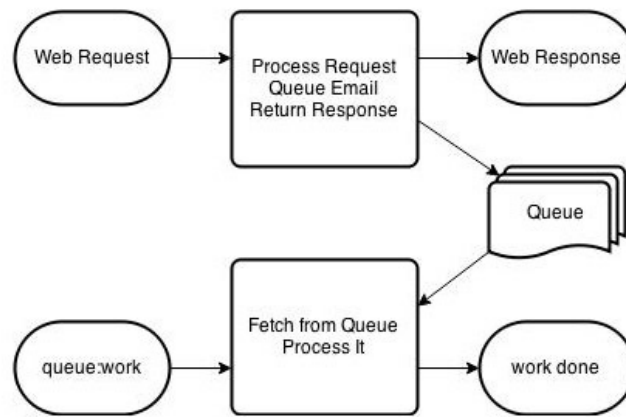 Web Request
Process Request
Queue Email
Return Response
Web Response
Queue
queue:work
Fetch from Queue
Process It
work done